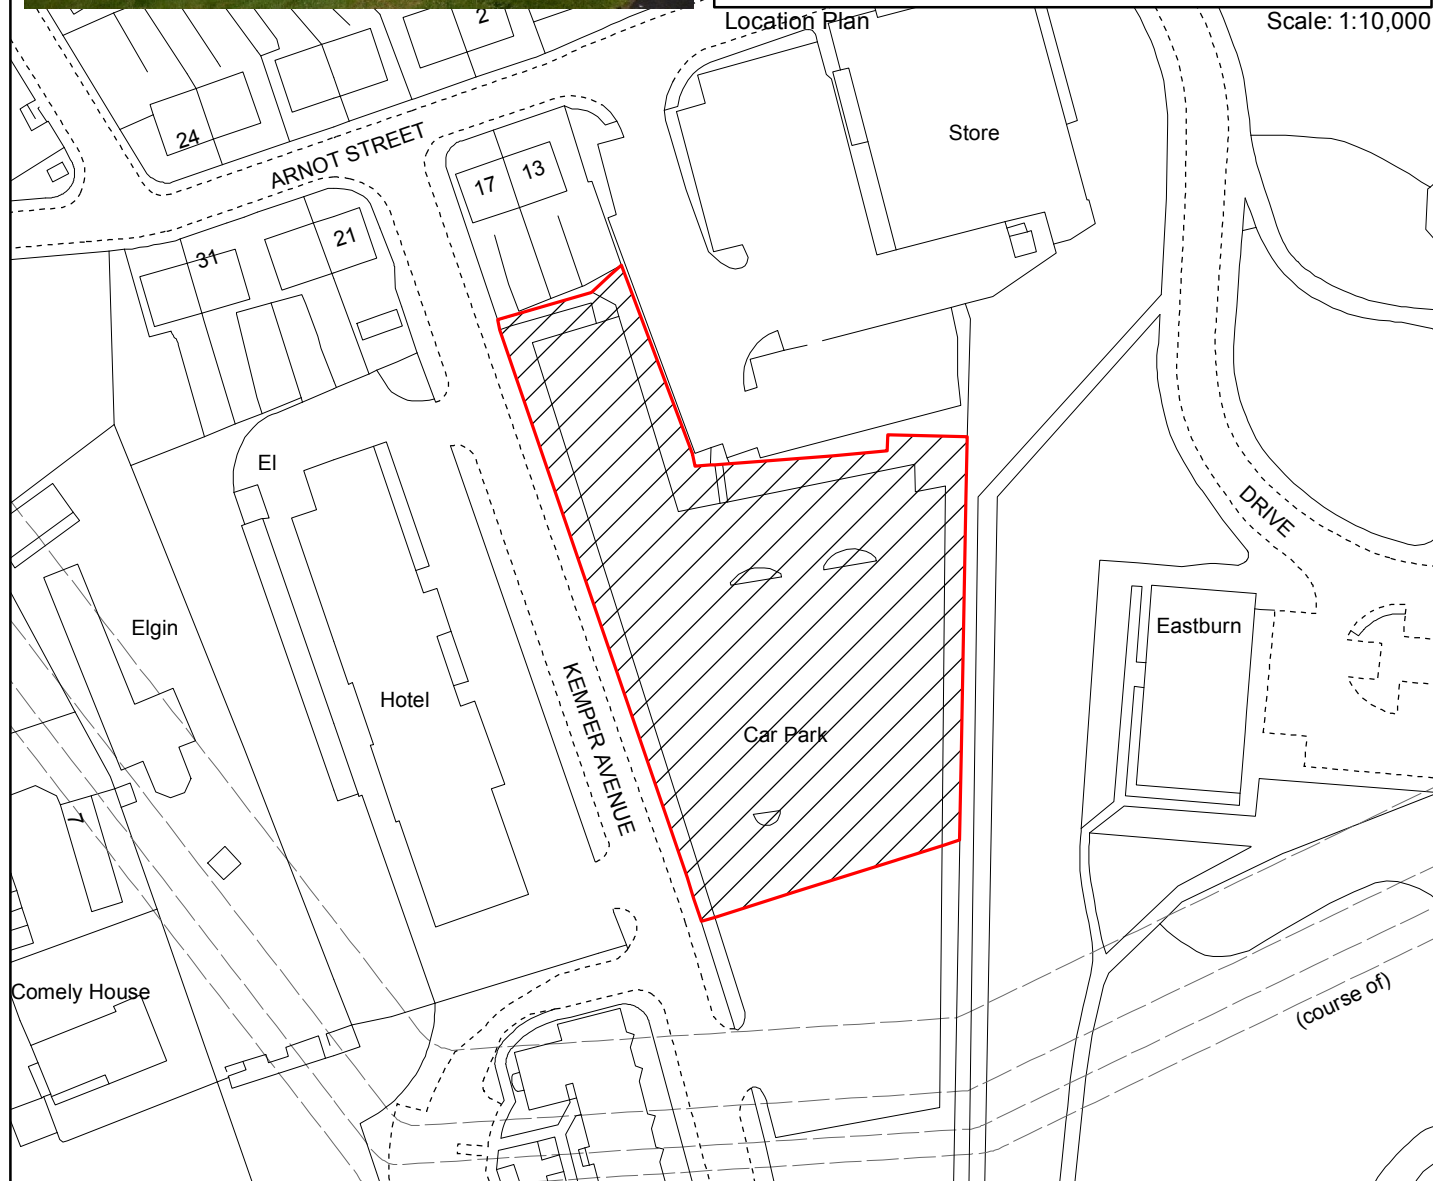 Location Plan
Scale: 1:10,000
2
24
ARNOT STREET
Store
17
13
21
31
El
DRIVE
Elgin
Eastburn
Hotel
KEMPER AVENUE
Car Park
7
Comely House
(course of)